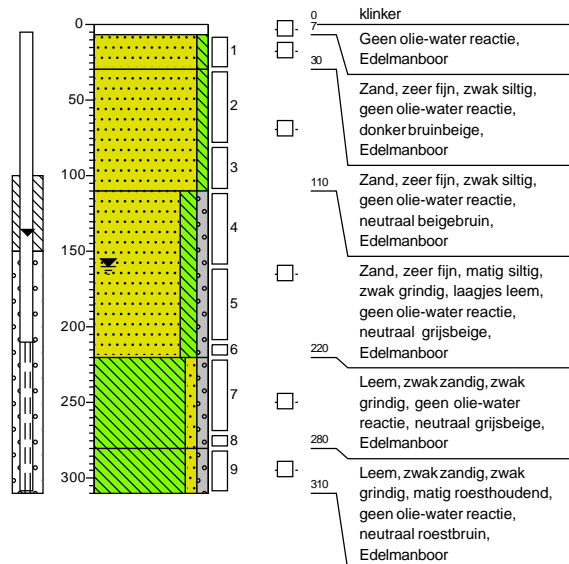 0
50
100
150
200
250
300
1
2
3
4
5
6
7
8
9
0
klinker
7
Geen olie-water reactie,
Edelmanboor
30
Zand, zeer fijn, zwak siltig,
geen olie-water reactie,
donkerbruinbeige,
Edelmanboor
110
Zand, zeer fijn, zwak siltig,
geen olie-water reactie,
neutraal beigebruin,
Edelmanboor
Zand, zeer fijn, matig siltig,
zwak grindig, laagjes leem,
geen olie-water reactie,
neutraal grijsbeige,
220
Edelmanboor
Leem, zwak zandig, zwak
grindig, geen olie-water
reactie, neutraal grijsbeige,
280
Edelmanboor
Leem, zwak zandig, zwak
310
grindig, matig roesthoudend,
geen olie-water reactie,
neutraal roestbruin,
Edelmanboor